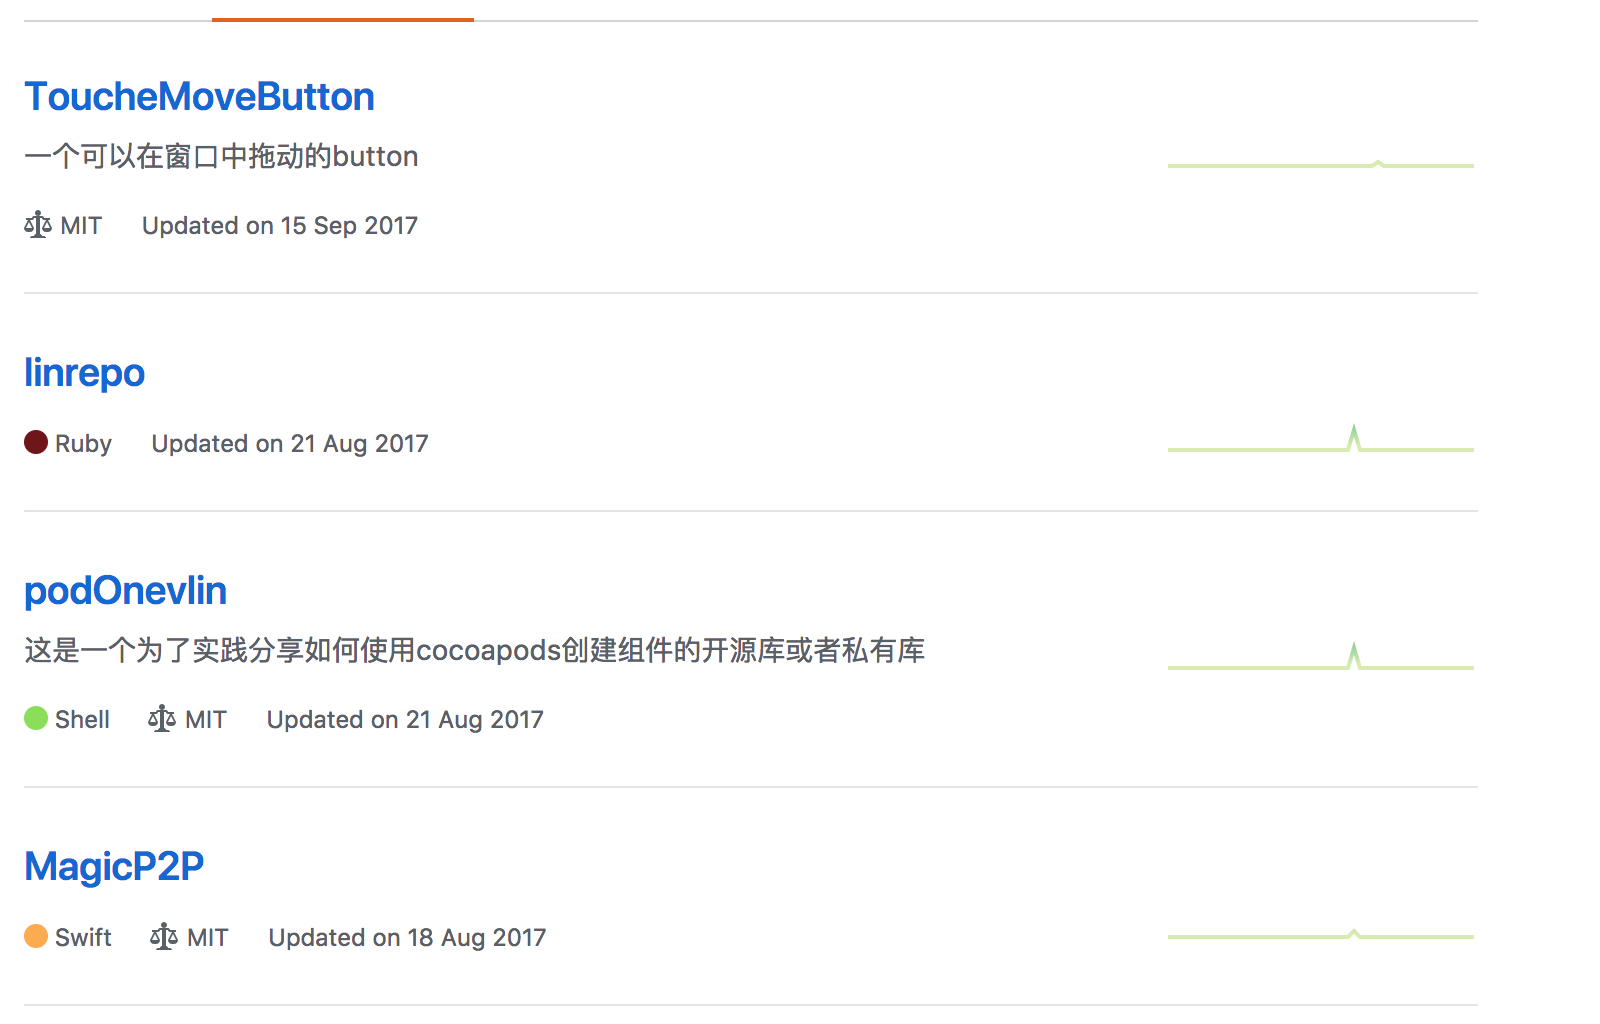 ToucheMoveButton
一个可以在窗口中拖动的button
MIT Updated on 15 Sep 2017
linrepo
Ruby Updated on 21 Aug 2017
podOnevlin
这是一个为了实践分享如何使用cocoapods创建组件的开源库或者私有库
Shell MIT Updated on 21 Aug 2017
MagicP2P
Swift MIT Updated on 18 Aug 2017